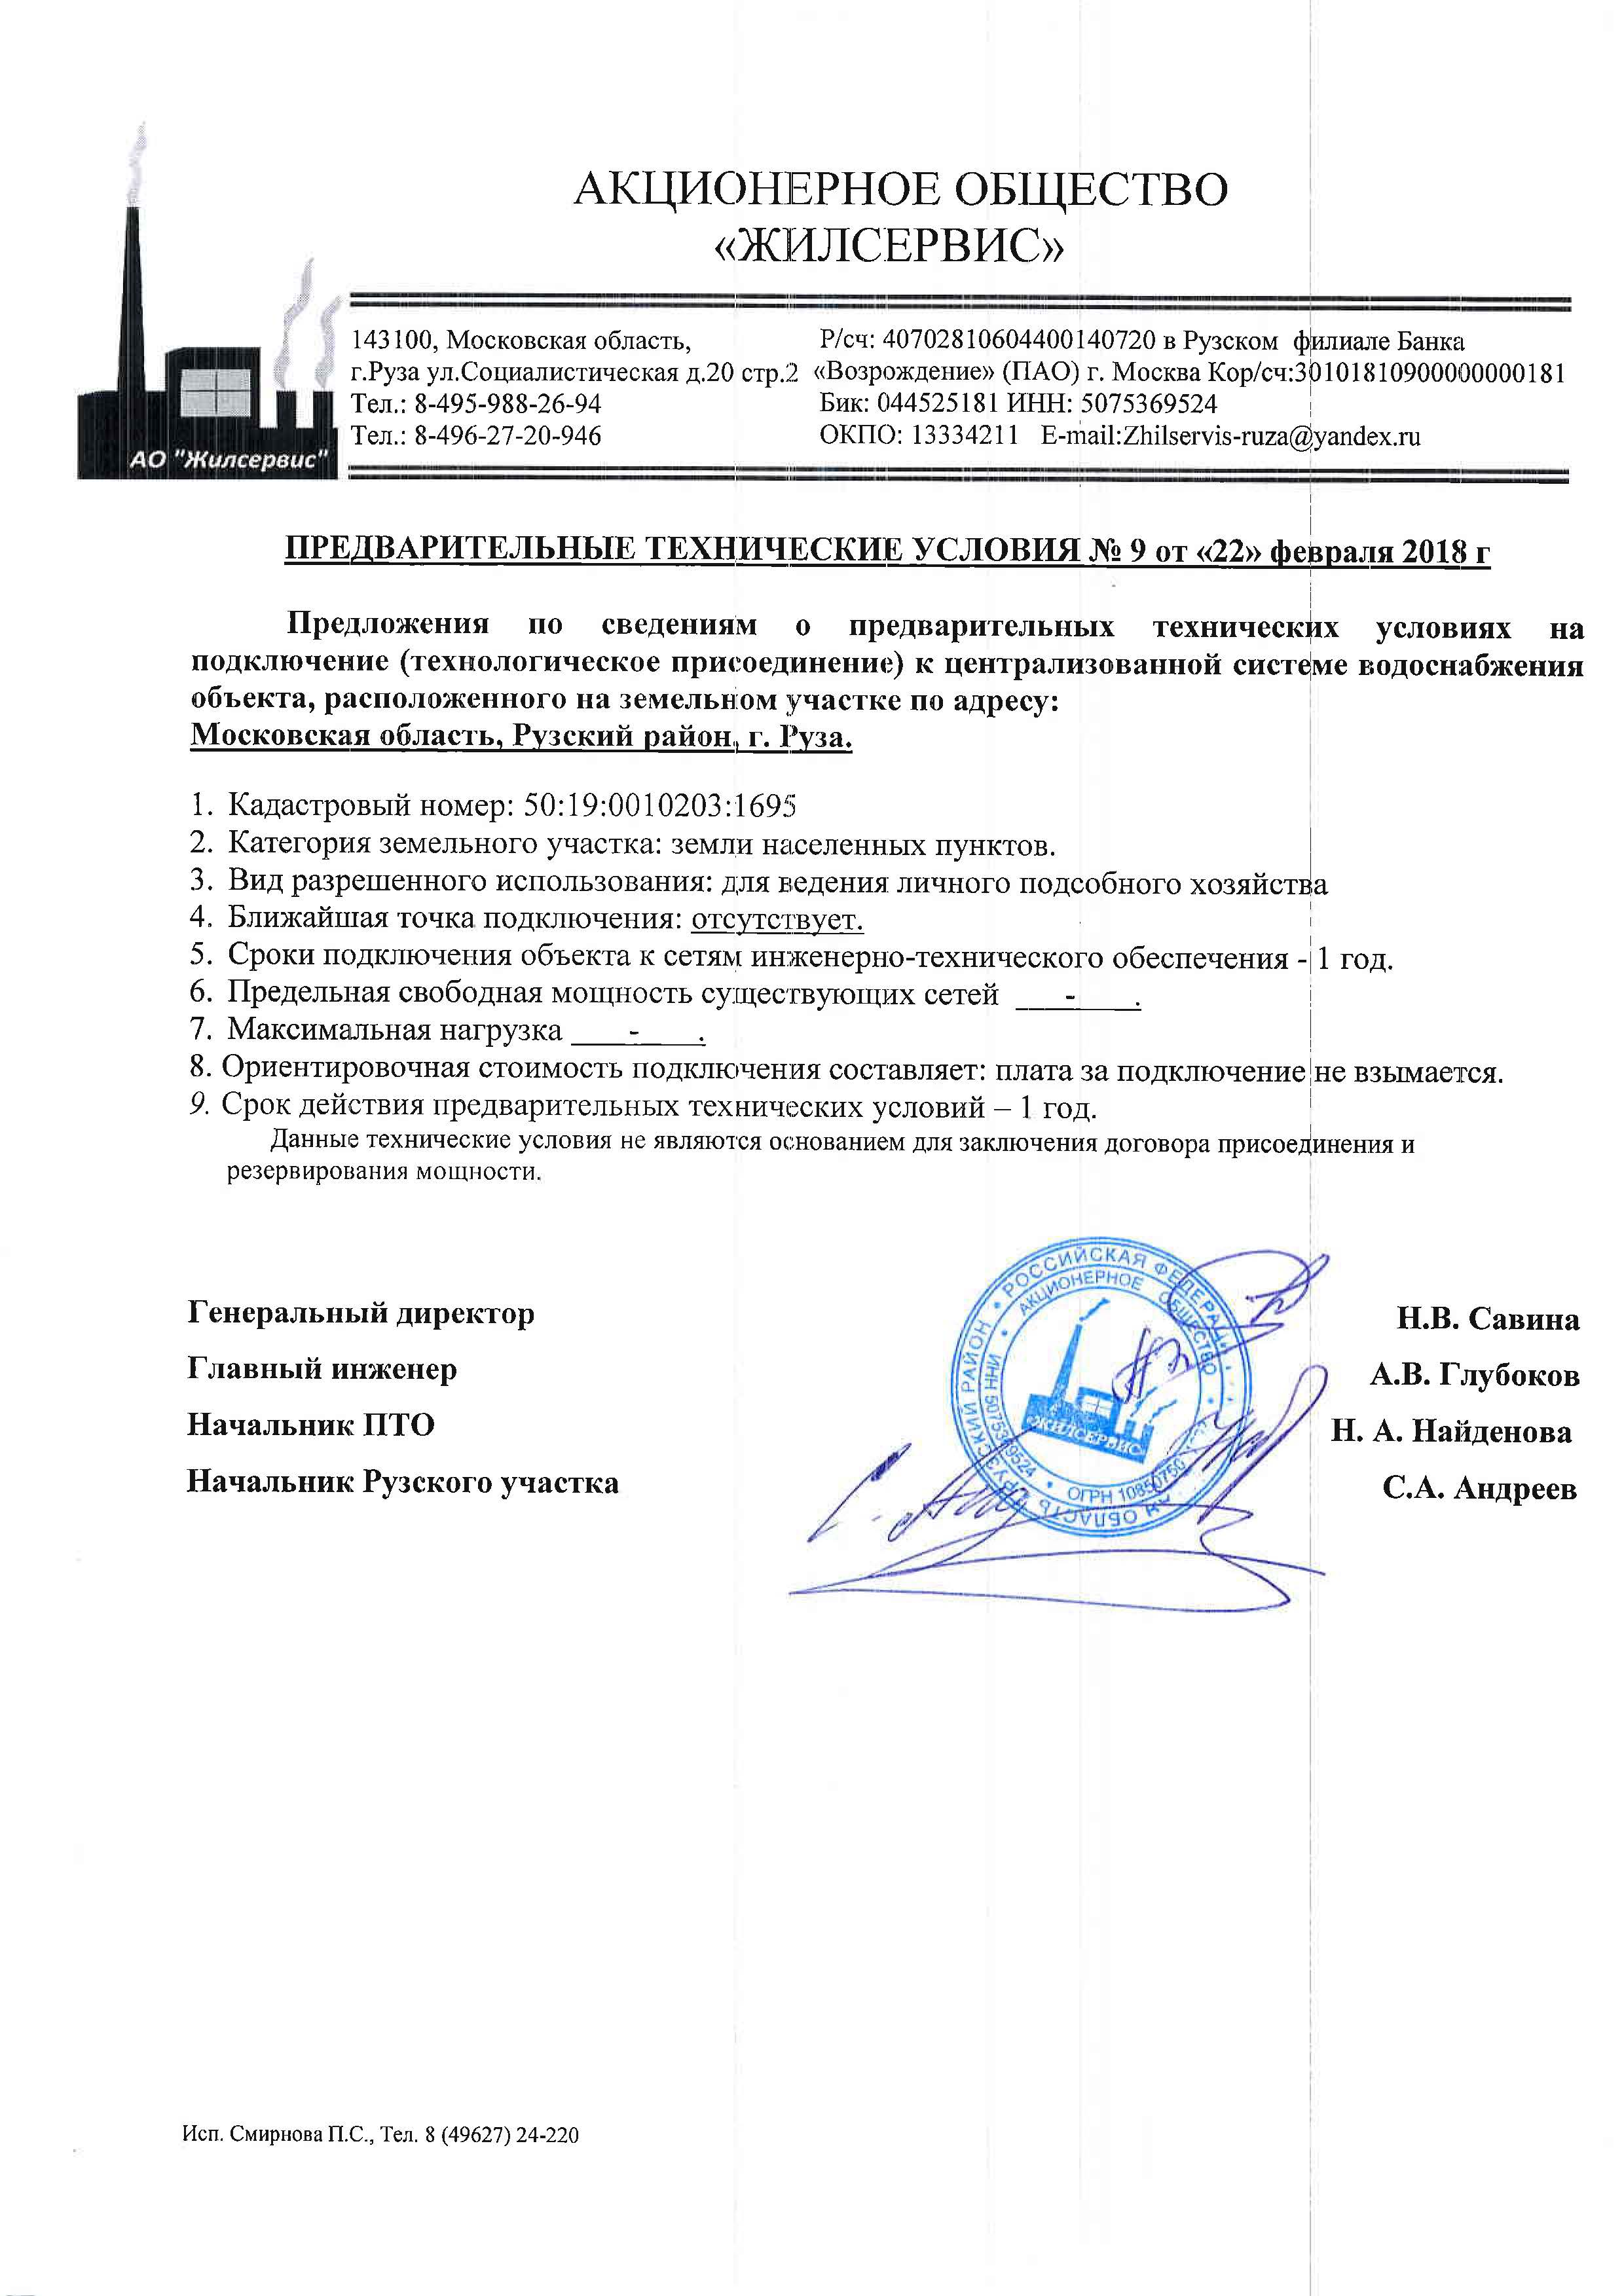 АКЦИОНЕРНОЕ ОБЩЕСТВО
«ЖИЛСЕРВИС»
АО "Жилсервис"
143100, Московская область,
г.Руза ул.Социалистическая д.20 стр.2
Тел.: 8-495-988-26-94
Тел.: 8-496-27-20-946
Р/сч: 40702810604400140720 в Рузском филиале Банка
«Возрождение» (ПАО) г. Москва Кор/сч:30101810900000000181
Бик: 044525181 ИНН: 5075369524
ОКПО: 13334211 E-mail:Zhilservis-ruza@yandex.ru
ПРЕДВАРИТЕЛЬНЫЕ ТЕХНИЧЕСКИЕ УСЛОВИЯ № 9 от «22» февраля 2018 г
Предложения по сведениям о предварительных технических условиях на
подключение (технологическое присоединение) к централизованной системе водоснабжения
объекта, расположенного на земельном участке по адресу:
Московская область, Рузский район, г. Руза.
1. Кадастровый номер: 50:19:0010203:1695
2. Категория земельного участка: земли населенных пунктов.
3. Вид разрешенного использования: для ведения личного подсобного хозяйства
4. Ближайшая точка подключения: отсутствует.
5. Сроки подключения объекта к сетям инженерно-технического обеспечения - 1 год.
6. Предельная свободная мощность существующих сетей ___-____.
7. Максимальная нагрузка ____-____.
8. Ориентировочная стоимость подключения составляет: плата за подключение не взымается.
9. Срок действия предварительных технических условий – 1 год.
Данные технические условия не являются основанием для заключения договора присоединения и
резервирования мощности.
Генеральный директор Н.В. Савина
Главный инженер А.В. Глубоков
Начальник ПТО Н. А. Найденова
Начальник Рузского участка С.А. Андреев
РОССИЙСКАЯ
РАЙОН
АКЦИОНЕРНОЕ ОБЩЕСТВО
ИНН 5075369524
ОГРН
ОБЛАСТЬ
ЖИЛСЕРВИС
Исп. Смирнова П.С., Тел. 8 (49627) 24-220